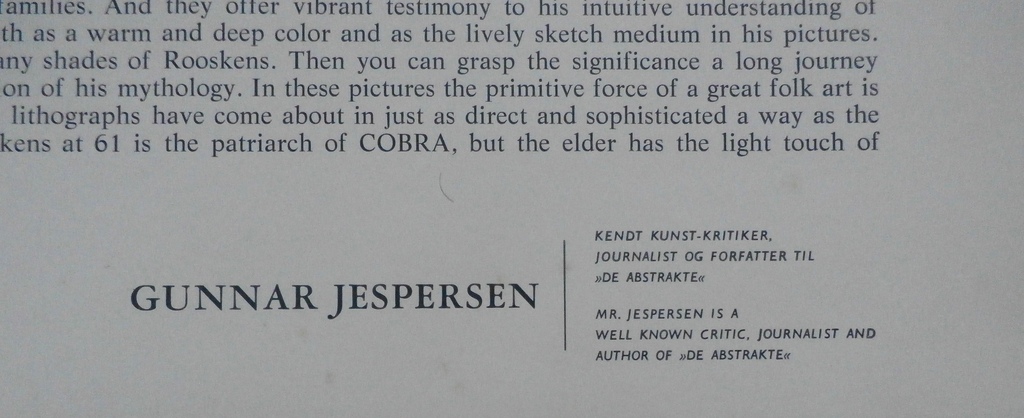 families. And they offer vibrant testimony to his intuitive understanding of
th as a warm and deep color and as the lively sketch medium in his pictures.
any shades of Rooskens. Then you can grasp the significance a long journey
on of his mythology. In these pictures the primitive force of a great folk art is
lithographs have come about in just as direct and sophisticated a way as the
kens at 61 is the patriarch of COBRA, but the elder has the light touch of
GUNNAR JESPERSEN
KENDT KUNST-KRITIKER,
JOURNALIST OG FORFATTER TIL
»DE ABSTRAKTE«
MR. JESPERSEN IS A
WELL KNOWN CRITIC, JOURNALIST AND
AUTHOR OF »DE ABSTRAKTE«